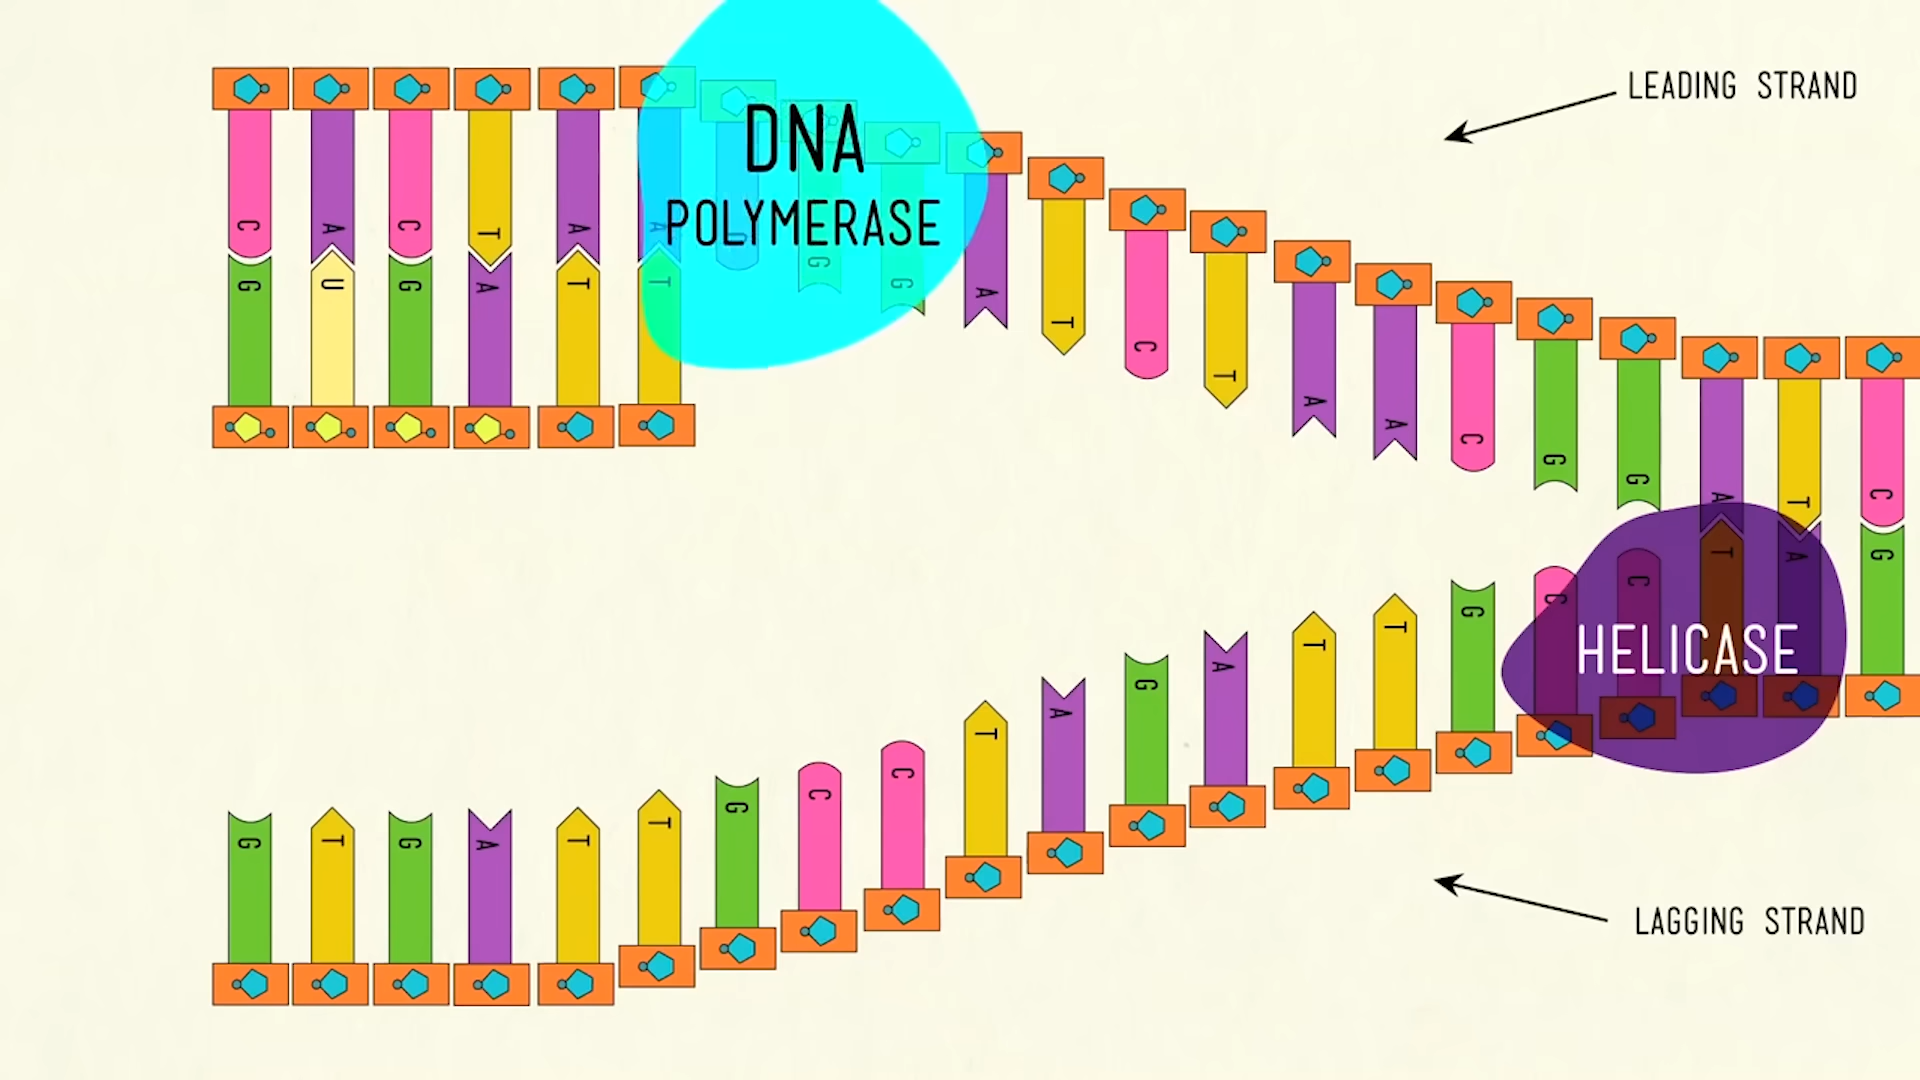 LEADING STRAND
DNA
POLYMERASE
C A C T A A C G G A T C T A A C G G A T C
G U G A T T
HELICASE
G T G A T T G C C T A G A T T G C C T A G
LAGGING STRAND